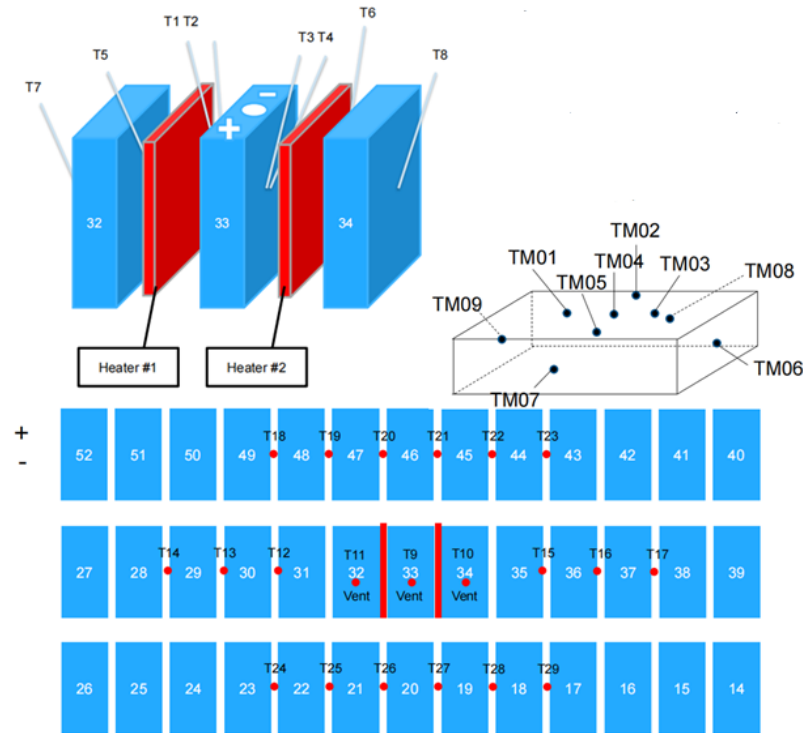 T6
T1 T2
T3 T4
T5
T8
T7
+
-
32
33
34
Heater #1
Heater #2
TM02
TM01
TM04
TM03
TM08
TM05
TM09
TM06
TM07
+
-
T18
T19
T20
T21
T22
T23
52
51
50
49
48
47
46
45
44
43
42
41
40
T14
T13
T12
T11
T9
T10
T15
T16
T17
27
28
29
30
31
32
33
34
35
36
37
38
39
Vent
Vent
Vent
T24
T25
T26
T27
T28
T29
26
25
24
23
22
21
20
19
18
17
16
15
14